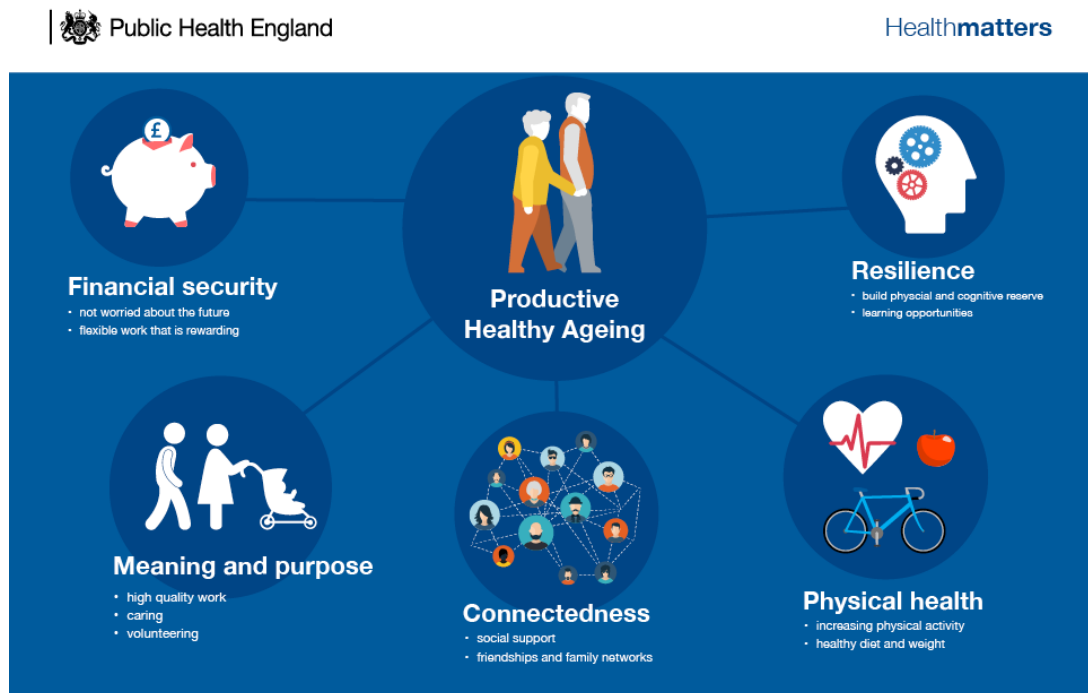 Public Health England
Healthmatters
£
Productive
Healthy Ageing
Financial security
• not worried about the future
• flexible work that is rewarding
Resilience
• build physcial and cognitive reserve
• learning opportunities
Meaning and purpose
• high quality work
• caring
• volunteering
Connectedness
• social support
• friendships and family networks
Physical health
• increasing physical activity
• healthy diet and weight